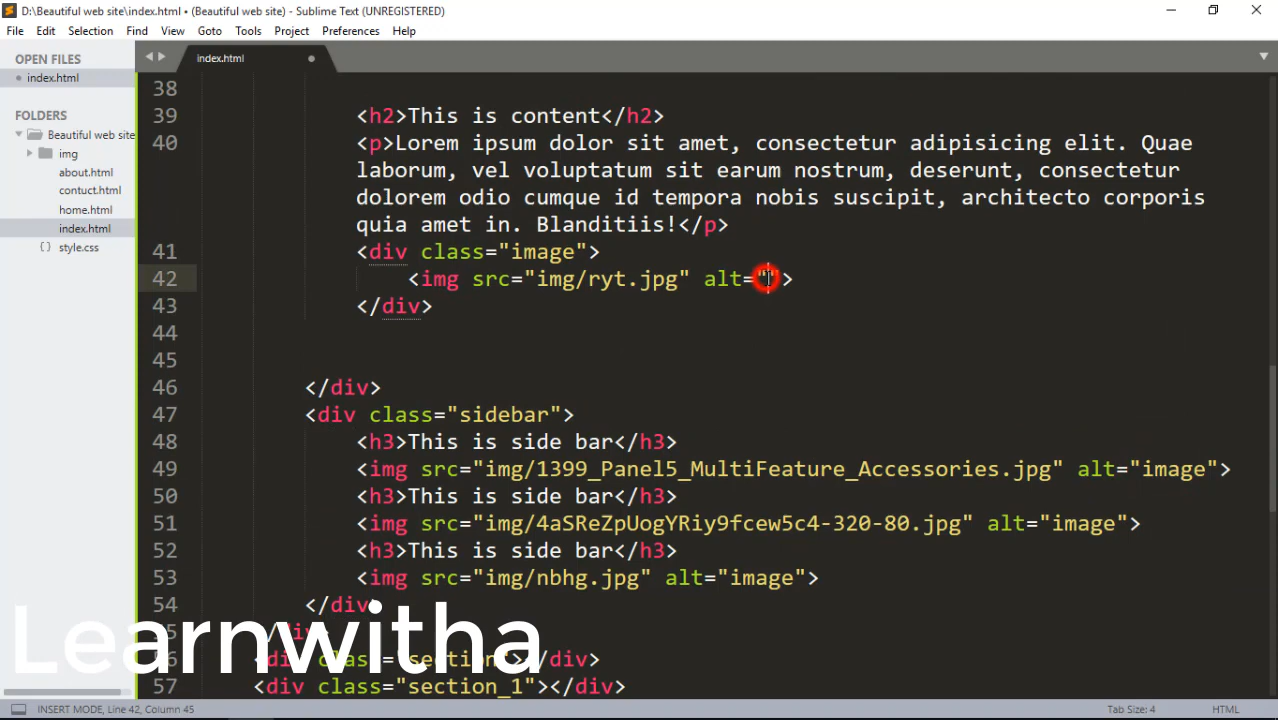 D:\Beautiful web site\index.html • (Beautiful web site) - Sublime Text (UNREGISTERED)
File Edit Selection Find View Goto Tools Project Preferences Help
OPEN FILES
index.html
FOLDERS
Beautiful web site
img
about.html
contuct.html
home.html
index.html
style.css
index.html
38
39 <h2>This is content</h2>
40 <p>Lorem ipsum dolor sit amet, consectetur adipisicing elit. Quae
laborum, vel voluptatum sit earum nostrum, deserunt, consectetur
dolorem odio cumque id tempora nobis suscipit, architecto corporis
quia amet in. Blanditiis!</p>
41 <div class="image">
42 <img src="img/ryt.jpg" alt="">
43 </div>
44
45
46 </div>
47 <div class="sidebar">
48 <h3>This is side bar</h3>
49 <img src="img/1399_Panel5_MultiFeature_Accessories.jpg" alt="image">
50 <h3>This is side bar</h3>
51 <img src="img/4aSReZpUogYRiy9fcew5c4-320-80.jpg" alt="image">
52 <h3>This is side bar</h3>
53 <img src="img/nbhg.jpg" alt="image">
54 </div>
55 </div>
56 <div class="section"></div>
57 <div class="section_1"></div>
Learnwitha
INSERT MODE, Line 42, Column 45 Tab Size: 4 HTML